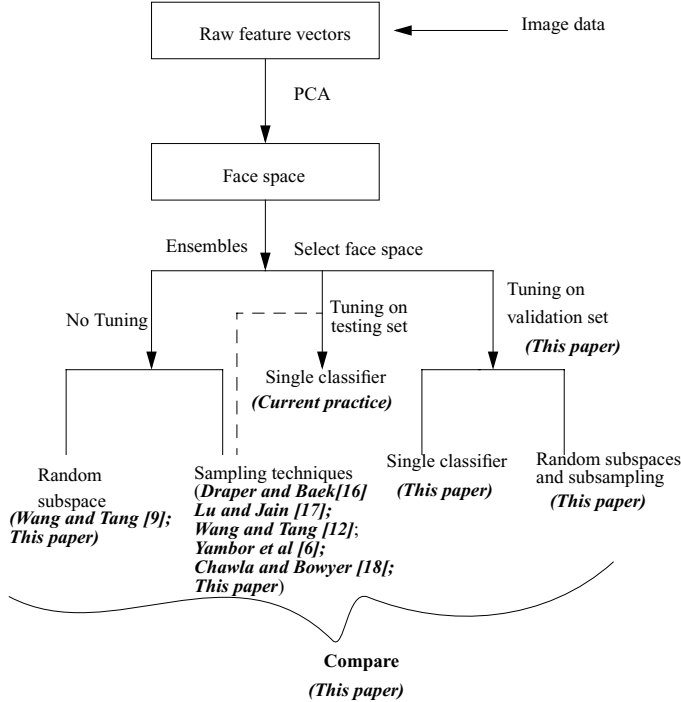 Raw feature vectors
Image data
PCA
Face space
Ensembles
Select face space
No Tuning
Tuning on
testing set
Tuning on
validation set
(This paper)
Single classifier
(Current practice)
Random
subspace
(Wang and Tang [9];
This paper)
Sampling techniques
(Draper and Baek[16]
Lu and Jain [17];
Wang and Tang [12];
Yambor et al [6];
Chawla and Bowyer [18[;
This paper)
Single classifier
(This paper)
Random subspaces
and subsampling
(This paper)
Compare
(This paper)